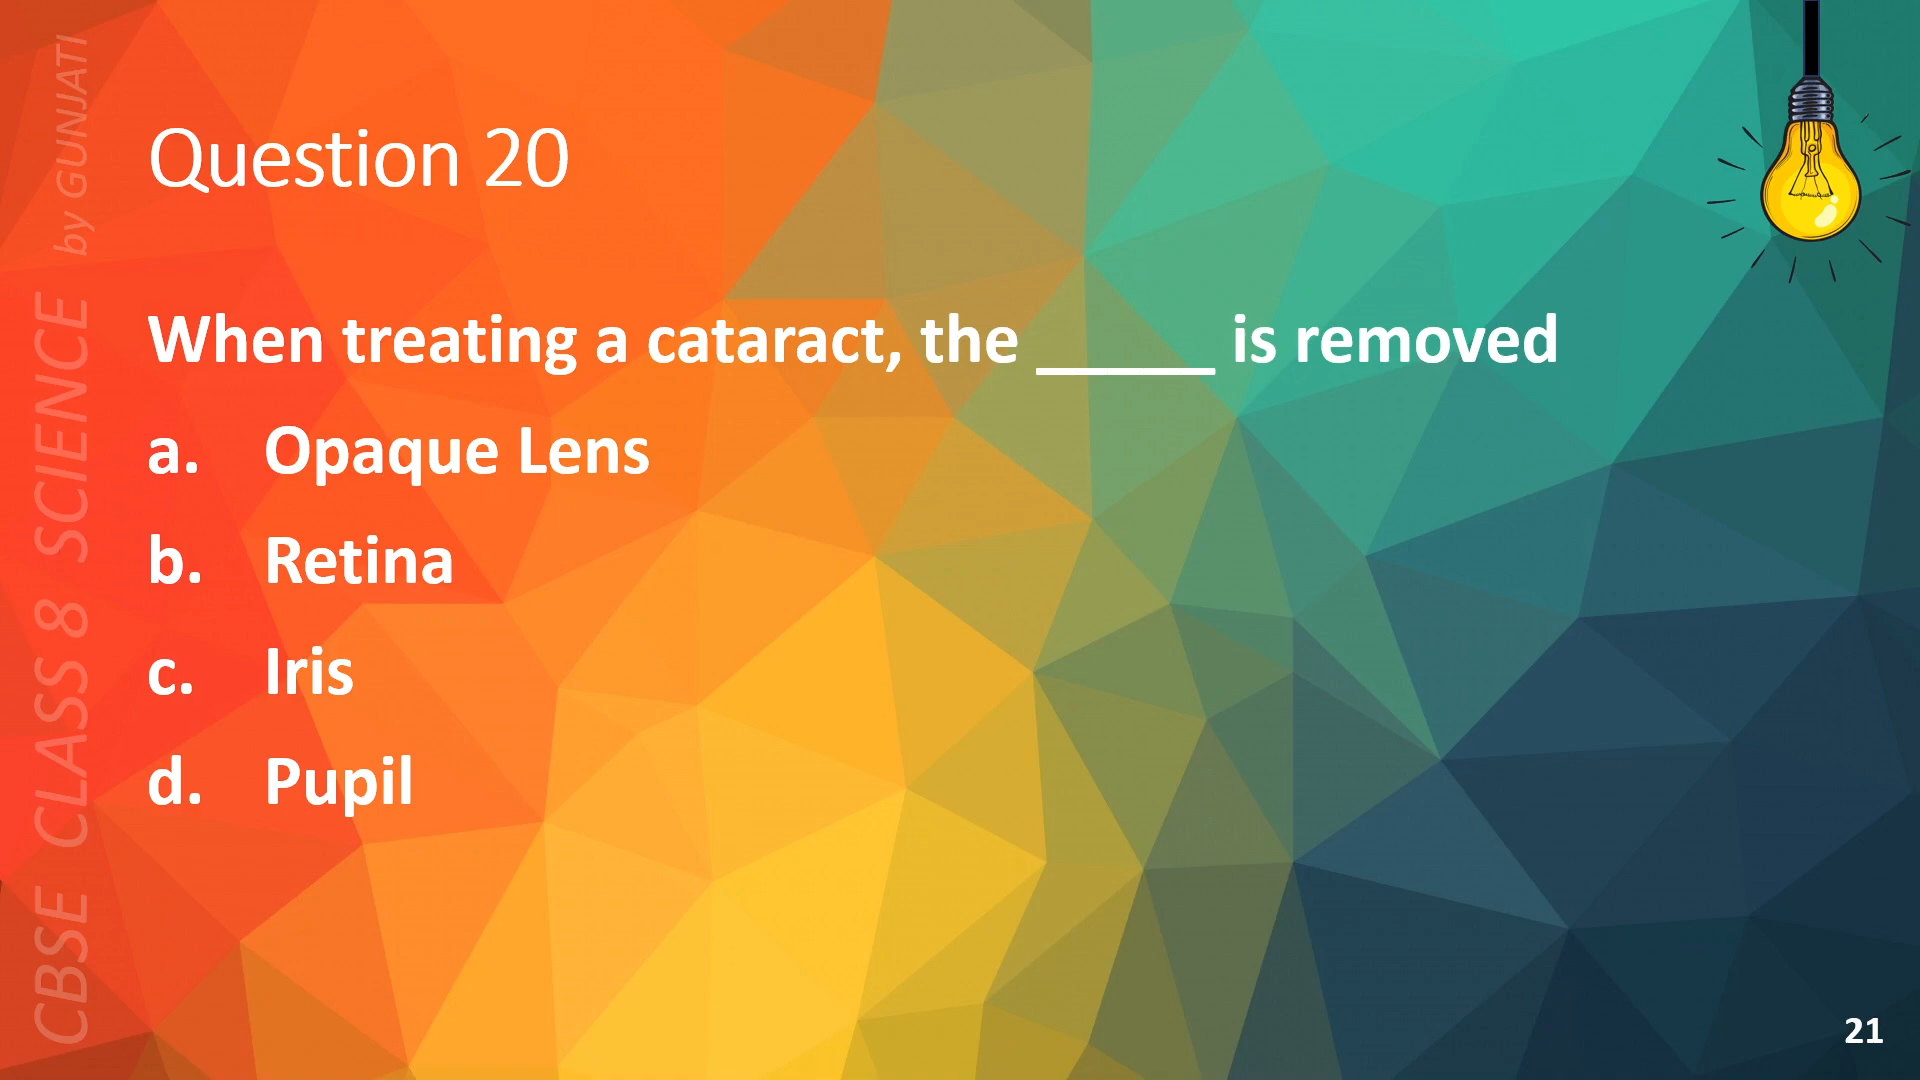 CBSE CLASS 8 SCIENCE by GUNJATI
Question 20
When treating a cataract, the ______ is removed
a. Opaque Lens
b. Retina
c. Iris
d. Pupil
21